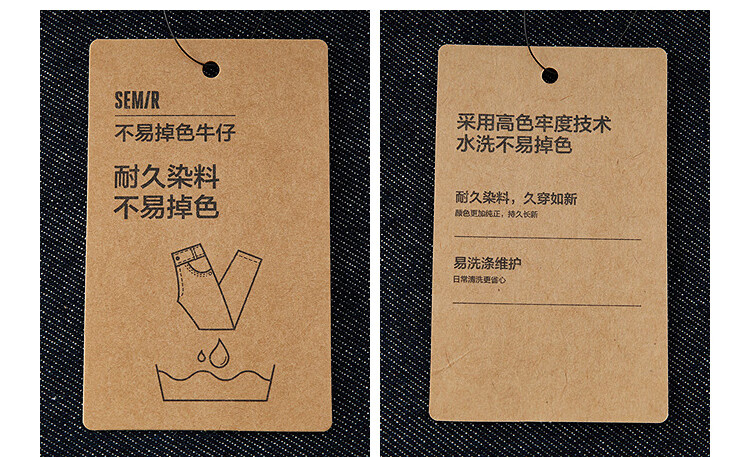 SEMIR
不易掉色牛仔
耐久染料
不易掉色
采用高色牢度技术
水洗不易掉色
耐久染料，久穿如新
颜色更加纯正，持久长新
易洗涤维护
日常清洗更省心